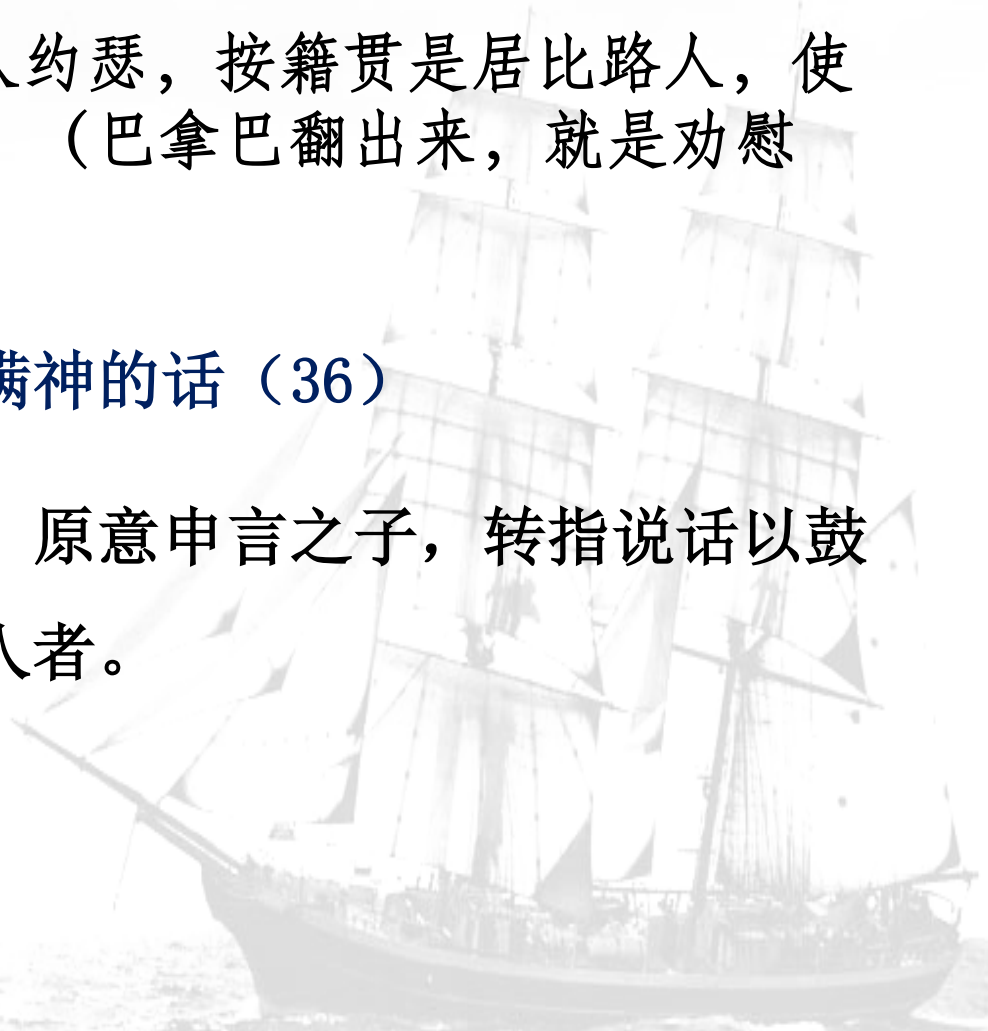 约瑟，按籍贯是居比路人，使
（巴拿巴翻出来，就是劝慰
满神的话（36）
原意申言之子，转指说话以鼓
人者。